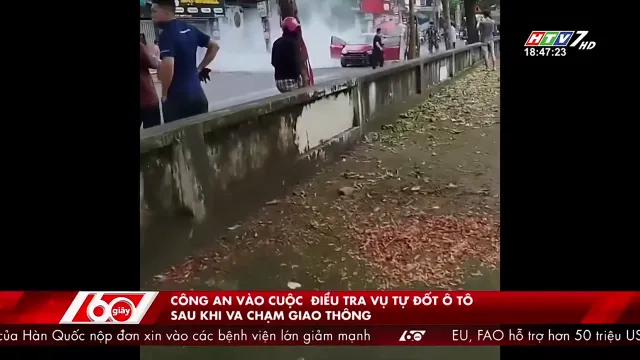 HTV7 HD
18:47:23
60 giây
CÔNG AN VÀO CUỘC ĐIỀU TRA VỤ TỰ ĐỐT Ô TÔ
SAU KHI VA CHẠM GIAO THÔNG
của Hàn Quốc nộp đơn xin vào các bệnh viện lớn giảm mạnh 60 EU, FAO hỗ trợ hơn 50 triệu US